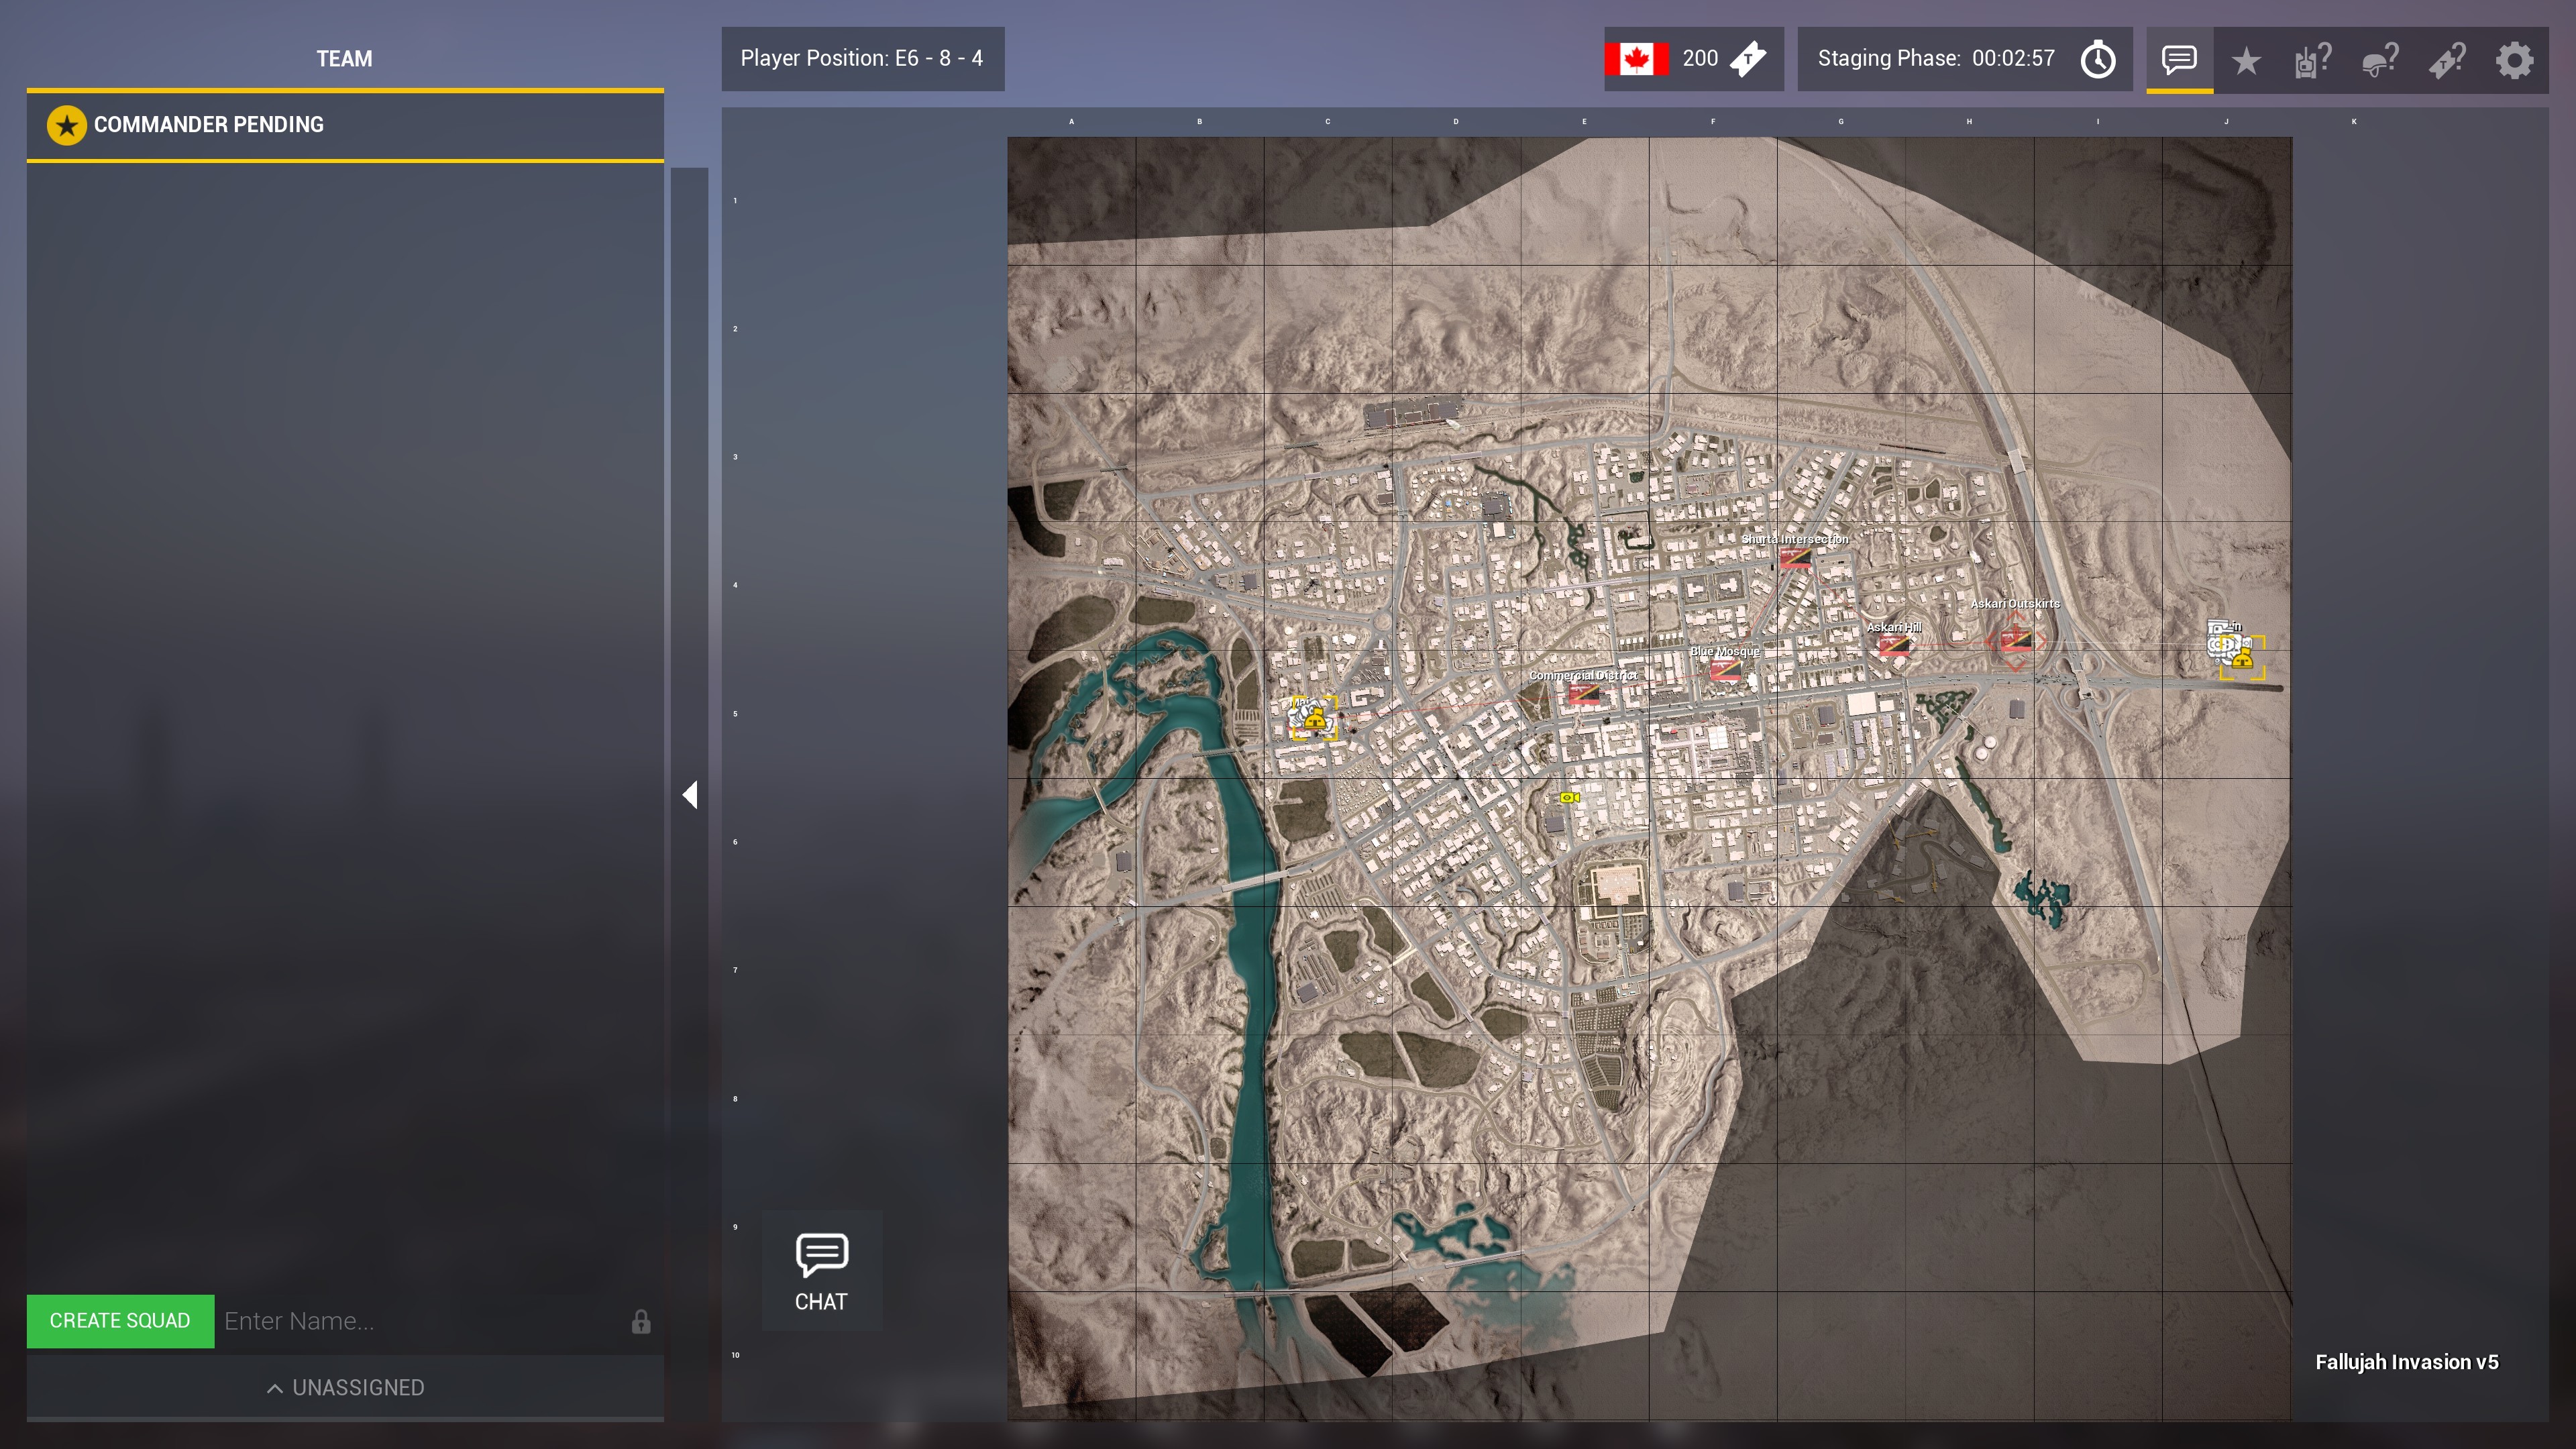 TEAM
Player Position: E6 - 8 - 4
200
Staging Phase: 00:02:57
COMMANDER PENDING
A B C D E F G H I J K
1
2
3
4
5
6
7
8
9
10
Shurta Intersection
Askari Outskirts
Askari Hill
Blue Mosque
Commercial District
CHAT
CREATE SQUAD
Enter Name...
UNASSIGNED
Fallujah Invasion v5